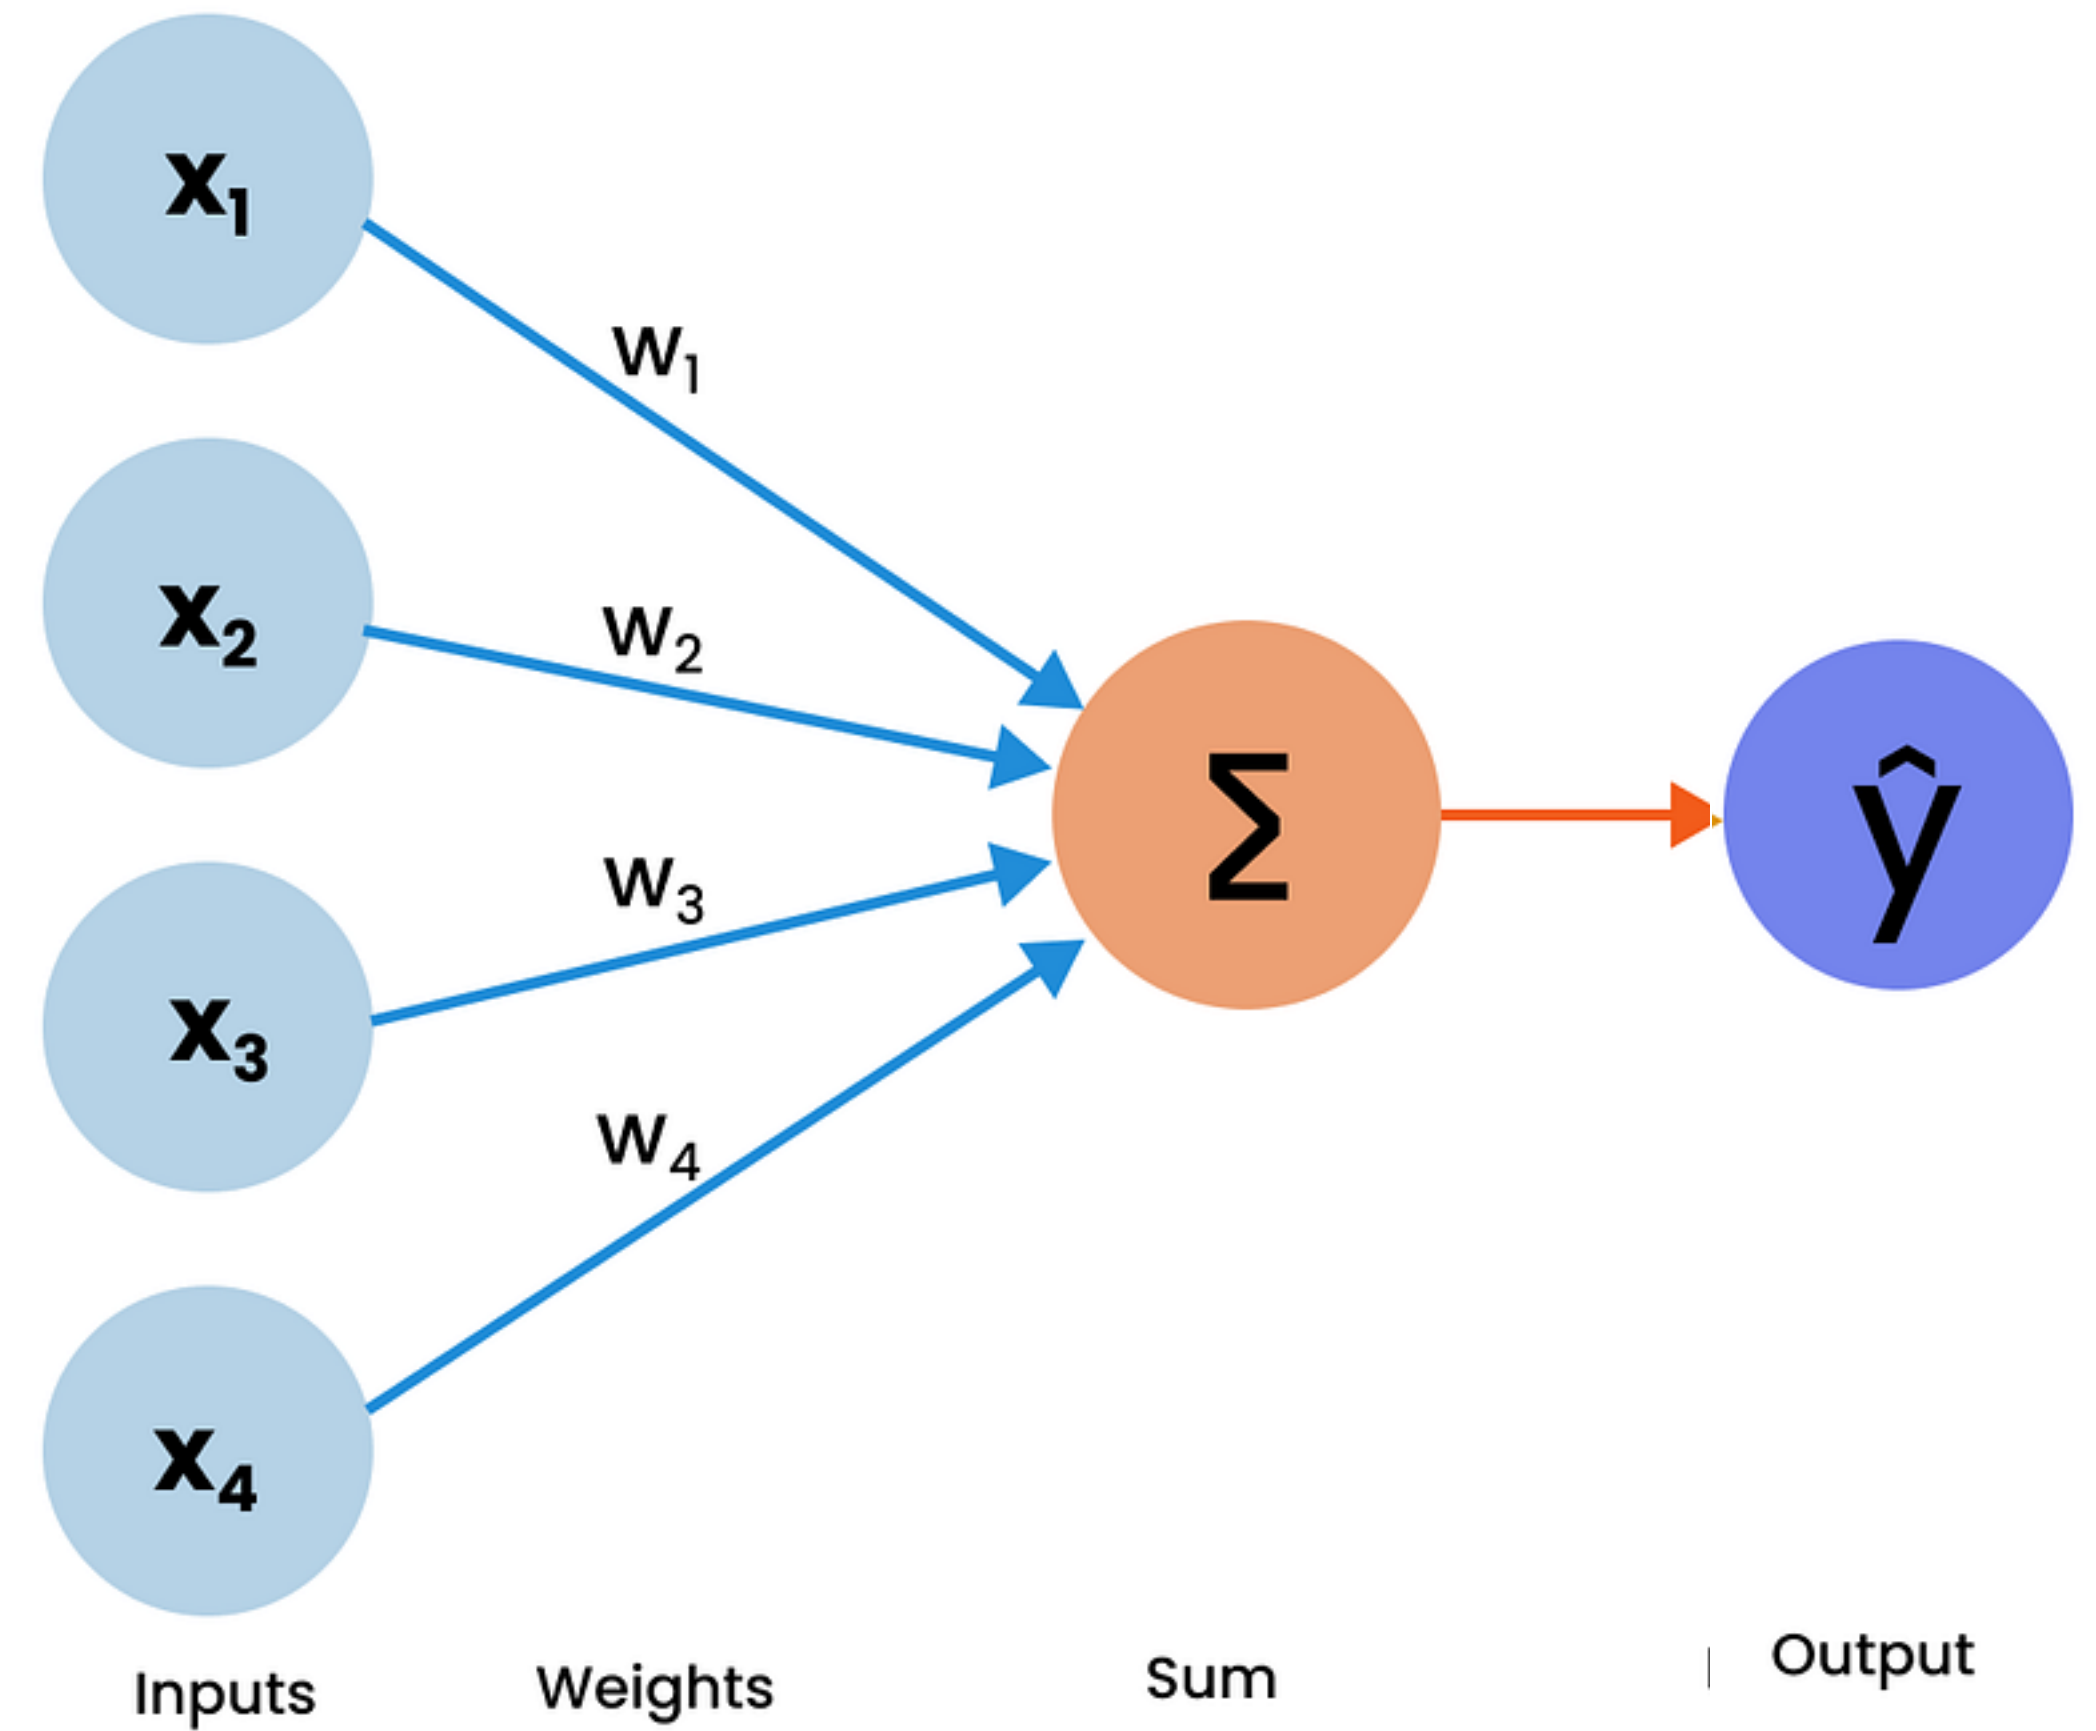 x₁
w₁
x₂
w₂
Σ
ŷ
w₃
x₃
w₄
x₄
Inputs Weights Sum Output